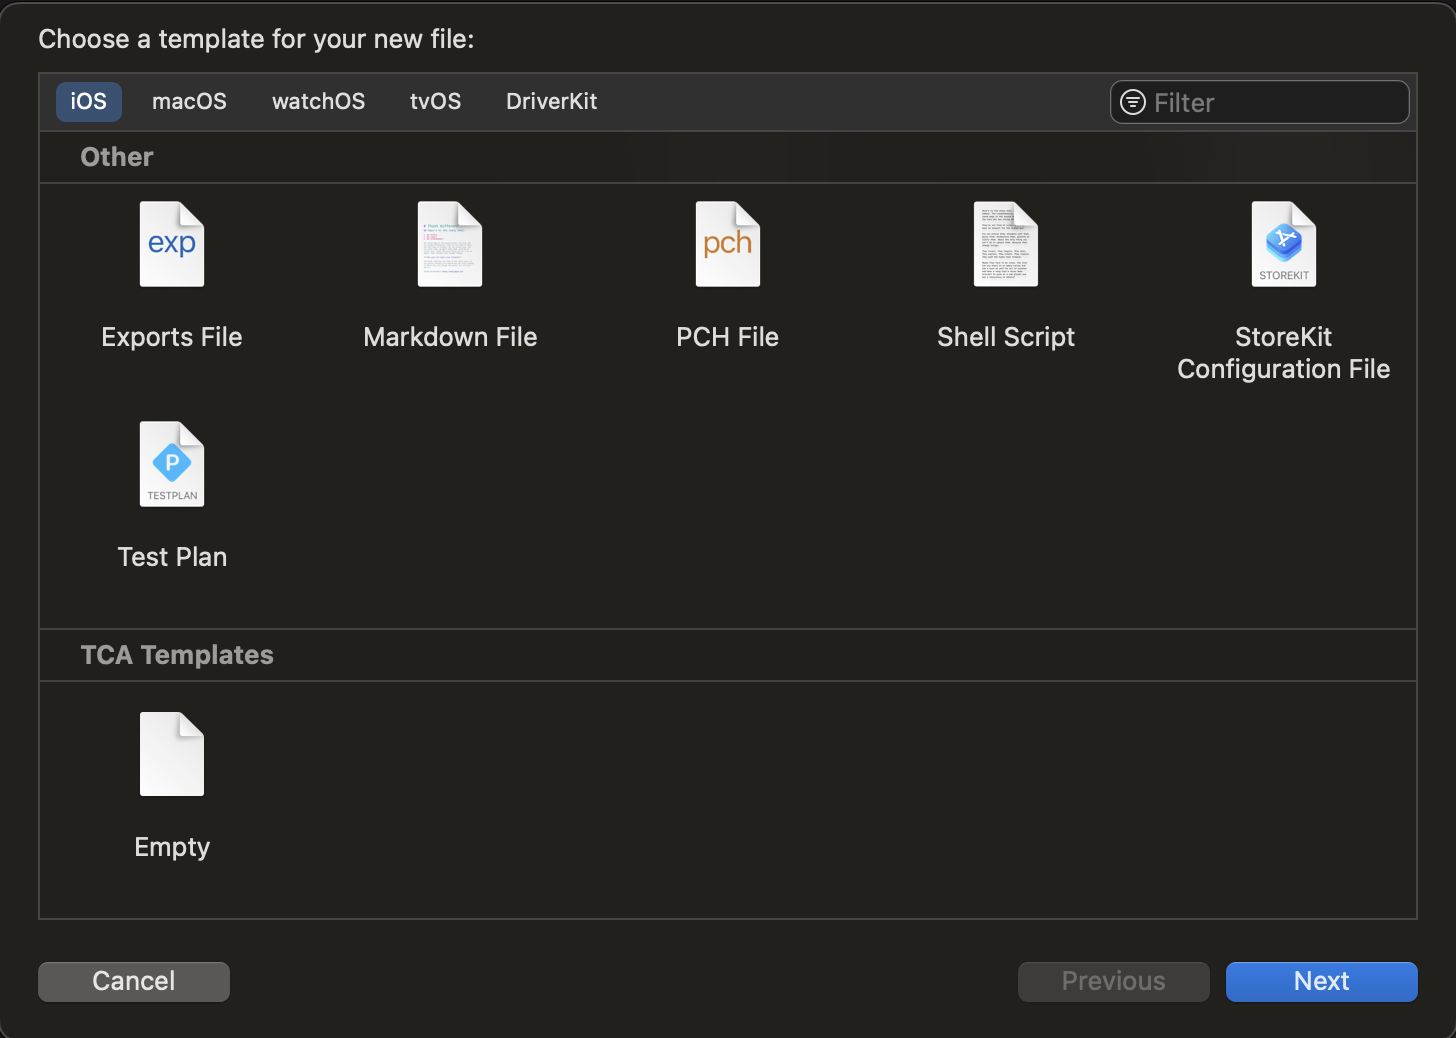 Choose a template for your new file:
iOS macOS watchOS tvOS DriverKit Filter
Other
exp pch STOREKIT
Exports File Markdown File PCH File Shell Script StoreKit
Configuration File
P
TESTPLAN
Test Plan
TCA Templates
Empty
Cancel Previous Next